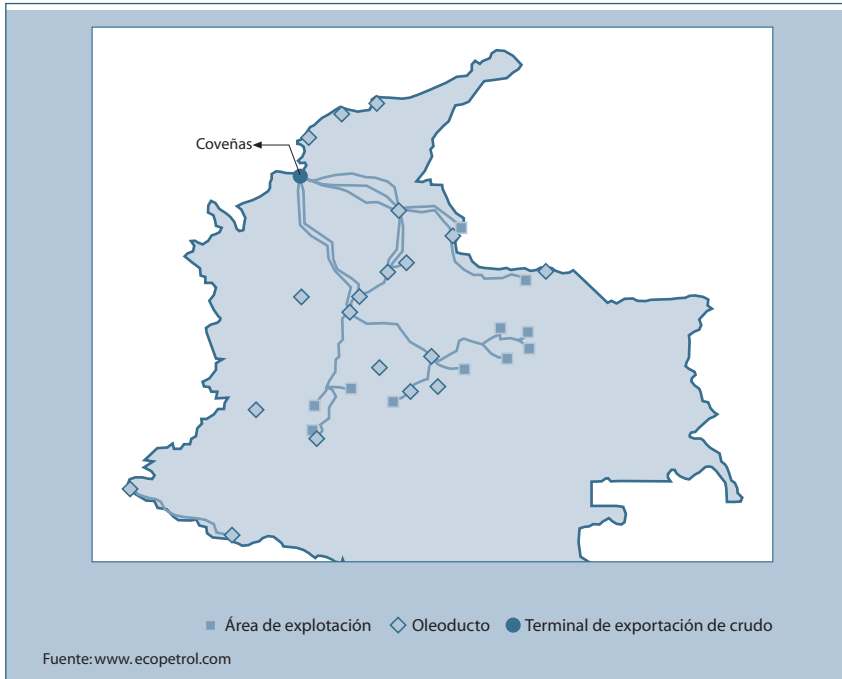 Coveñas
Área de explotación Oleoducto Terminal de exportación de crudo
Fuente: www. ecopetrol.com